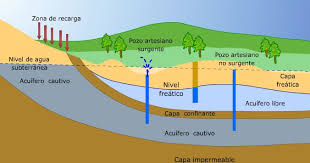 Zona de recarga
Pozo artesiano
surgente
Pozo artesiano
no surgente
Nivel de agua
subterránea
Acuífero cautivo
Nivel
freático
Capa
freática
Acuífero libre
Capa confinante
Acuífero cautivo
Capa impermeable